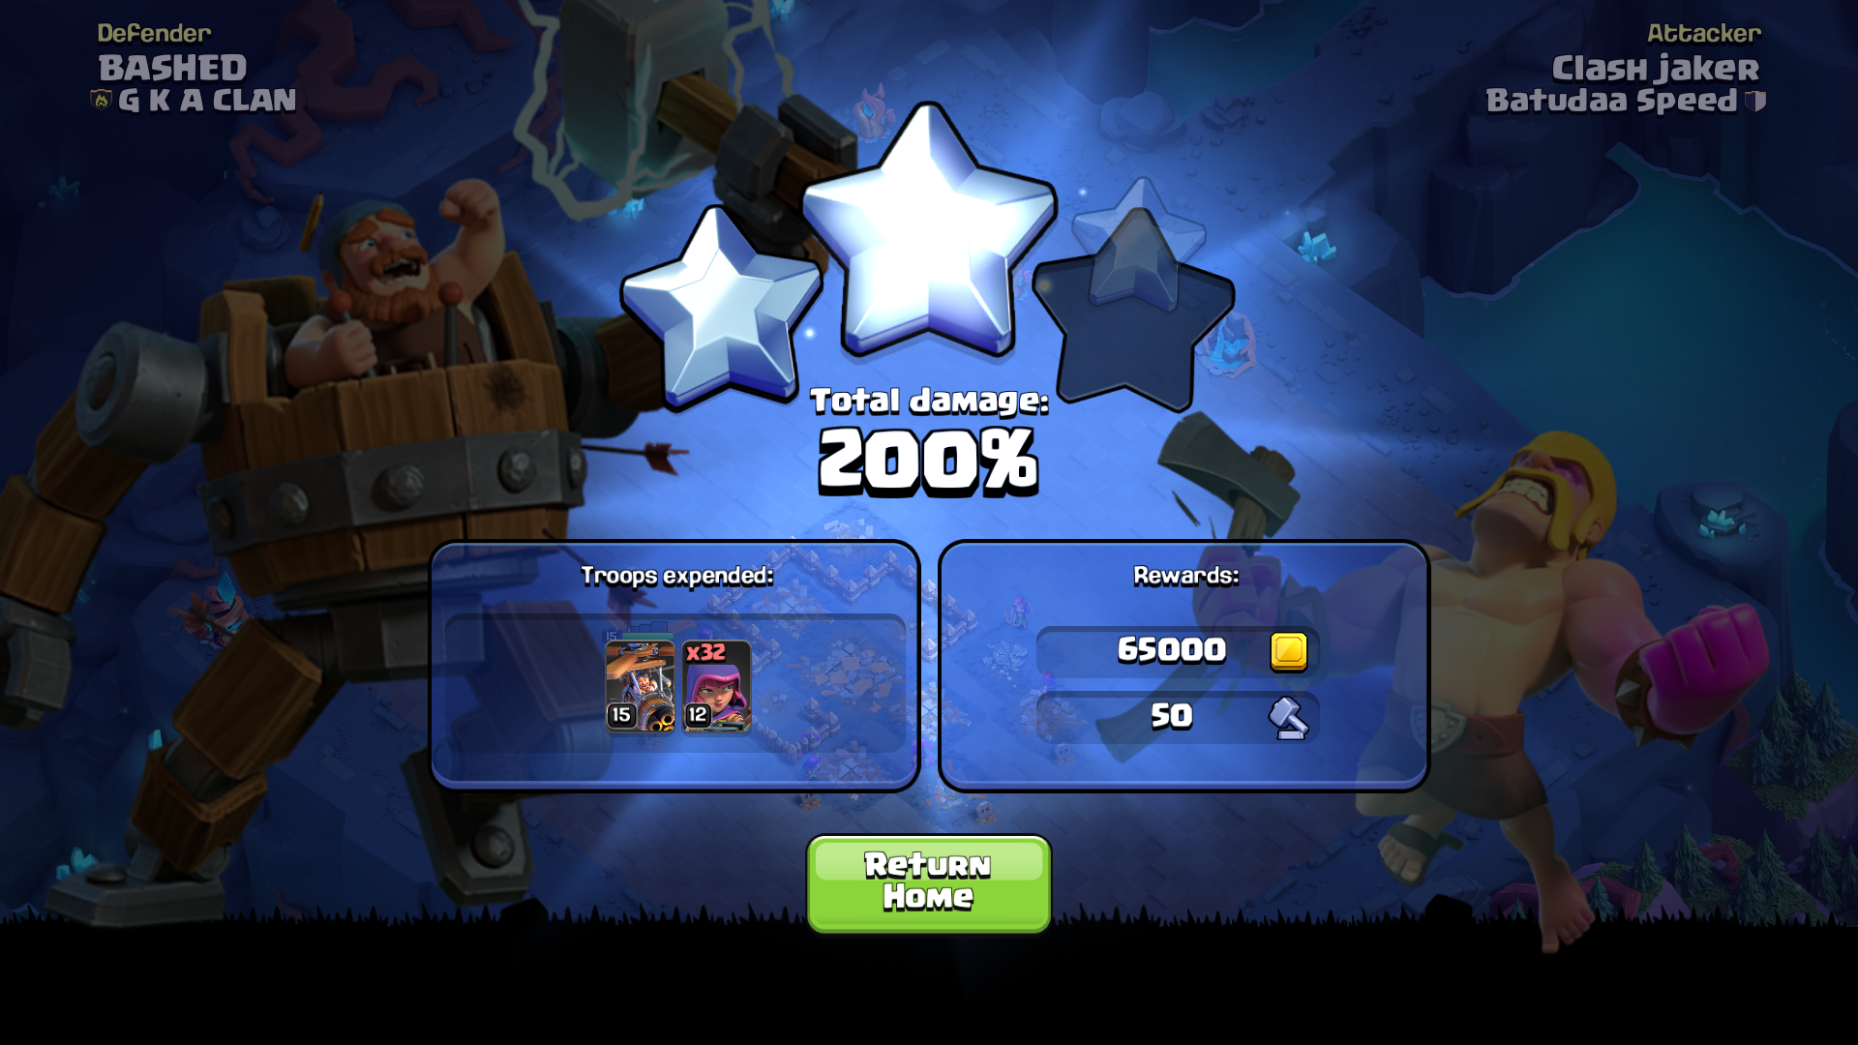 Defender
BASHED
G K A CLAN
Attacker
Clash jaker
Batudaa Speed
Total damage:
200%
Troops expended:
15
x32
15
12
Rewards:
65000
50
Return
Home